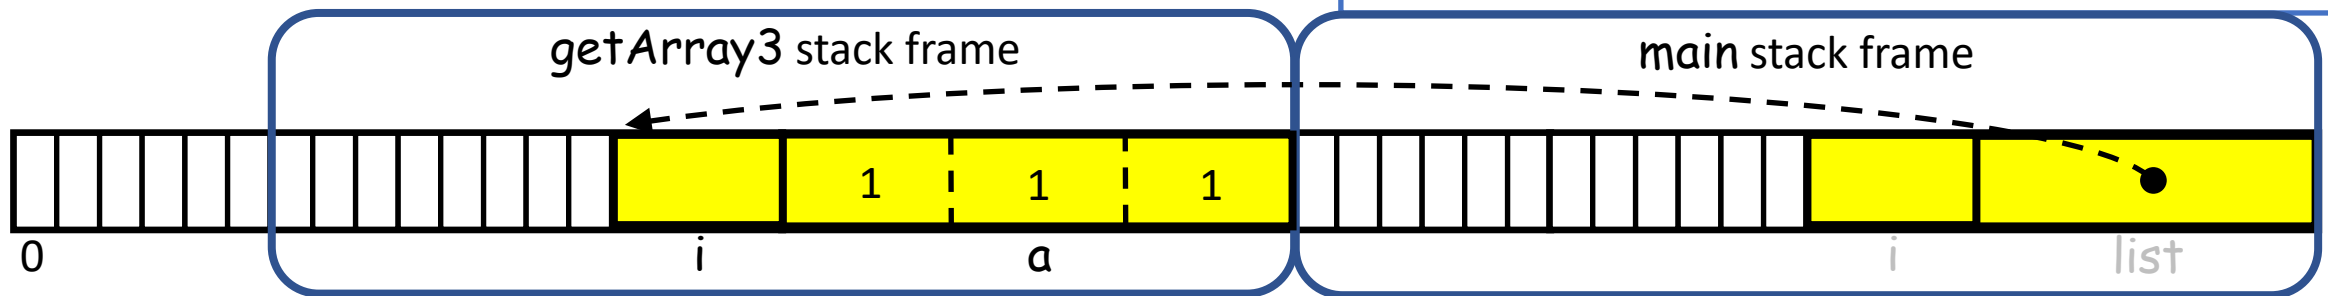 getArray3 stack frame
main stack frame
1 1 1
0 i a i list